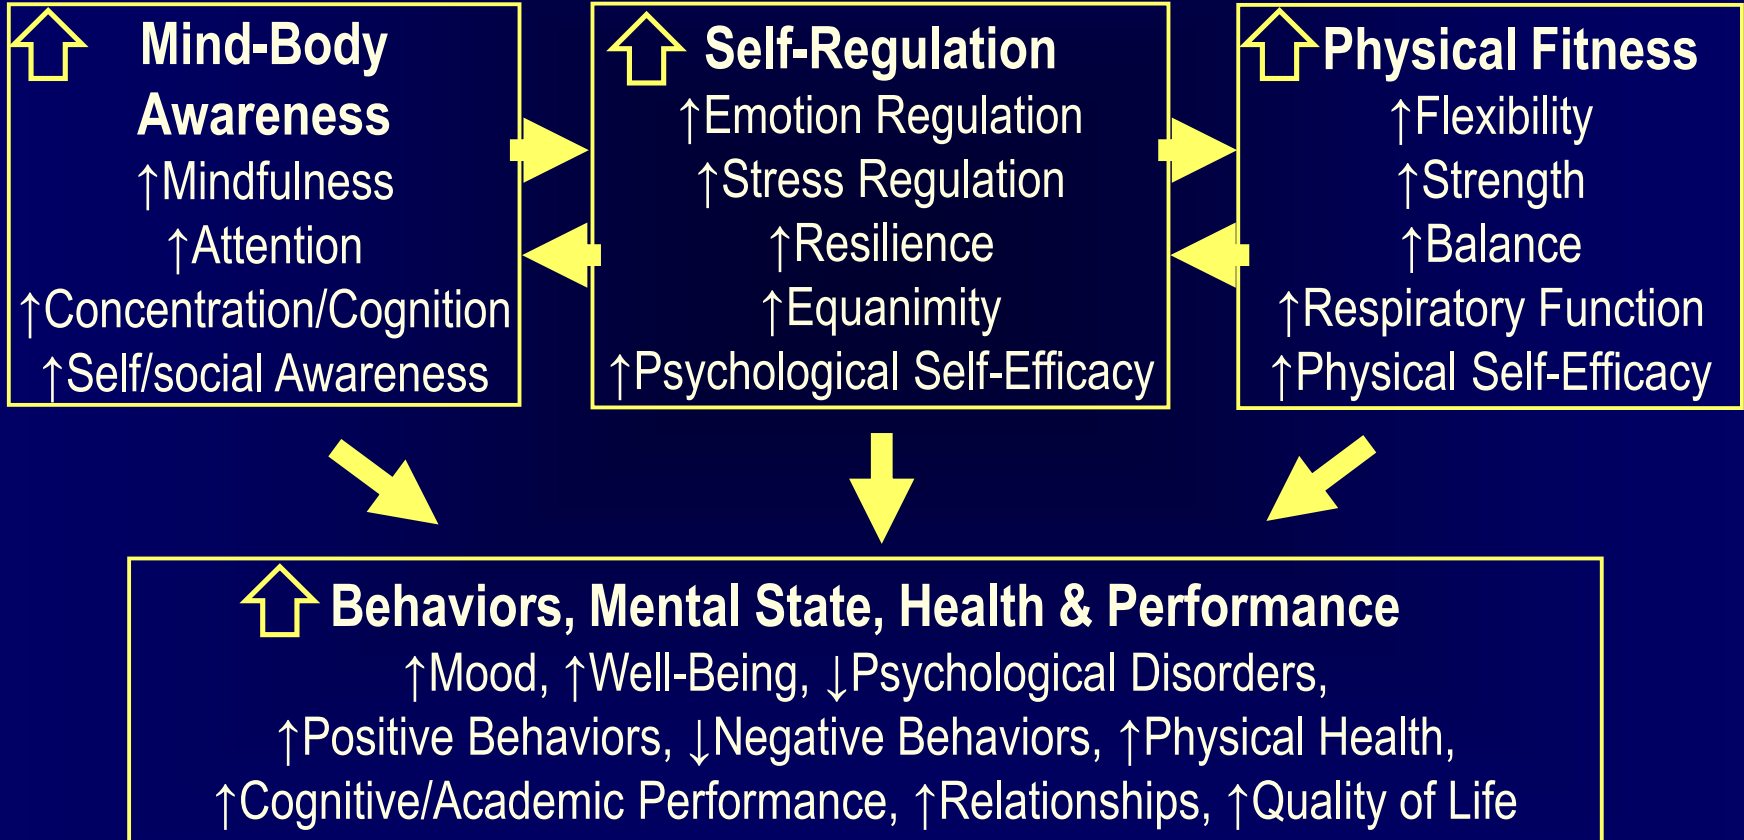 Mind-Body
Awareness
↑Mindfulness
↑Attention
↑Concentration/Cognition
↑Self/social Awareness
Self-Regulation
↑Emotion Regulation
↑Stress Regulation
↑Resilience
↑Equanimity
↑Psychological Self-Efficacy
Physical Fitness
↑Flexibility
↑Strength
↑Balance
↑Respiratory Function
↑Physical Self-Efficacy
Behaviors, Mental State, Health & Performance
↑Mood, ↑Well-Being, ↓Psychological Disorders,
↑Positive Behaviors, ↓Negative Behaviors, ↑Physical Health,
↑Cognitive/Academic Performance, ↑Relationships, ↑Quality of Life